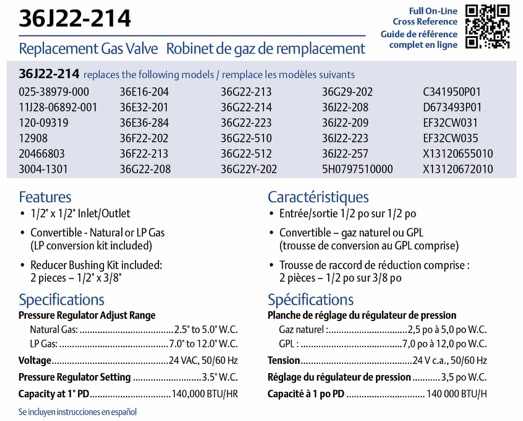 36J22-214
Full On-Line
Cross Reference
Guide de référence
complet en ligne
Replacement Gas Valve Robinet de gaz de remplacement
36J22-214 replaces the following models / remplace les modèles suivants
025-38979-000 36E16-204 36G22-213 36G29-202 C341950P01
11J28-06892-001 36E32-201 36G22-214 36J22-208 D673493P01
120-09319 36E36-284 36G22-223 36J22-209 EF32CW031
12908 36F22-202 36G22-510 36J22-223 EF32CW035
20466803 36F22-213 36G22-512 36J22-257 X13120655010
3004-1301 36G22-208 36G22Y-202 5H0797510000 X13120672010
Features
• 1/2" x 1/2" Inlet/Outlet
• Convertible - Natural or LP Gas
(LP conversion kit included)
• Reducer Bushing Kit included:
2 pieces – 1/2" x 3/8"
Specifications
Pressure Regulator Adjust Range
Natural Gas: 2.5" to 5.0" W.C.
LP Gas: 7.0" to 12.0" W.C.
Voltage 24 VAC, 50/60 Hz
Pressure Regulator Setting 3.5" W.C.
Capacity at 1" PD 140,000 BTU/HR
Se incluyen instrucciones en español
Caractéristiques
• Entrée/sortie 1/2 po sur 1/2 po
• Convertible – gaz naturel ou GPL
(trousse de conversion au GPL comprise)
• Trousse de raccord de réduction comprise :
2 pièces – 1/2 po sur 3/8 po
Spécifications
Planche de réglage du régulateur de pression
Gaz naturel : 2,5 po à 5,0 po W.C.
GPL : 7,0 po à 12,0 po W.C.
Tension 24 V c.a., 50/60 Hz
Réglage du régulateur de pression 3,5 po W.C.
Capacité à 1 po PD 140 000 BTU/H